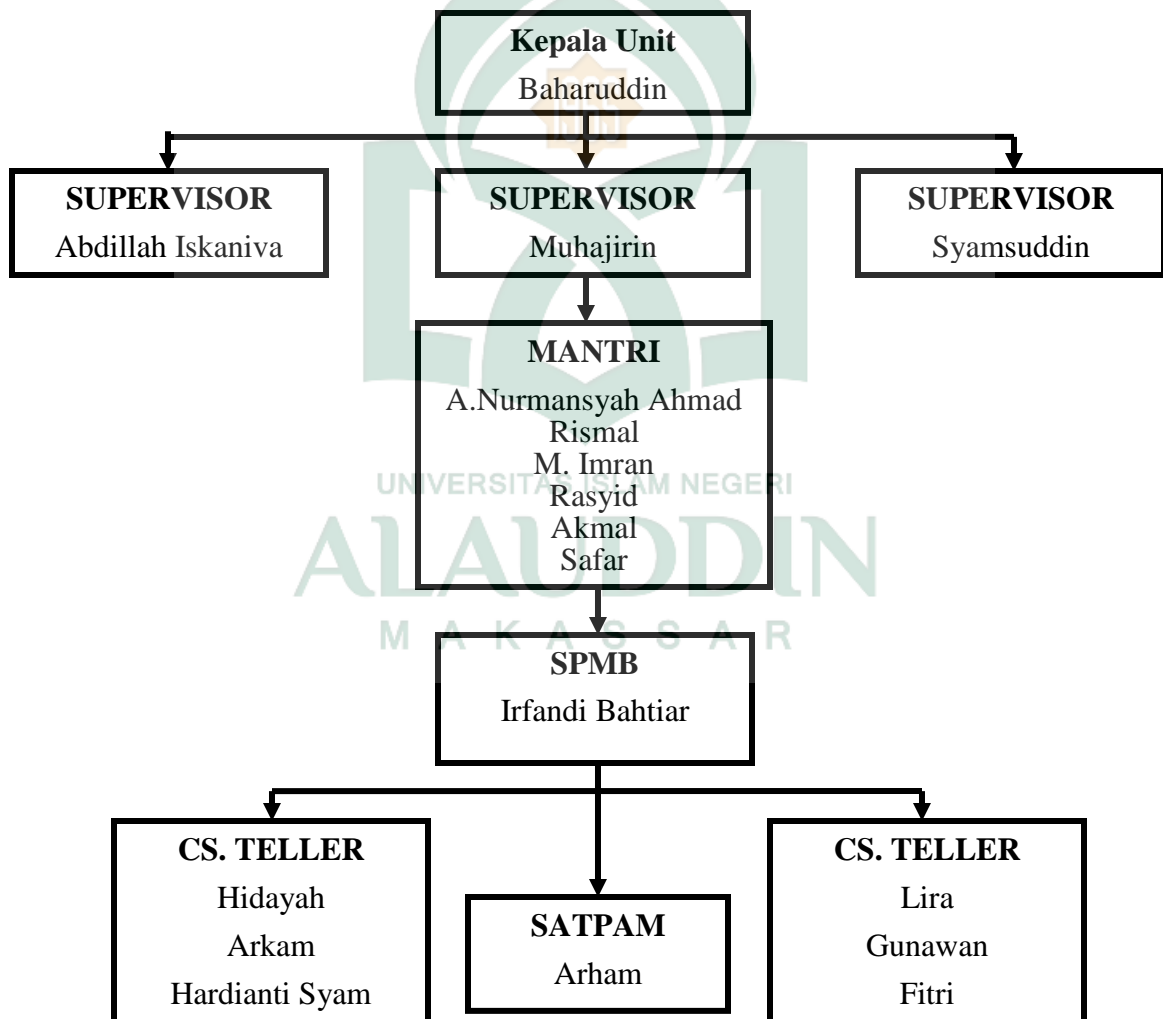 Kepala Unit
Baharuddin
SUPERVISOR
Abdillah Iskaniva
SUPERVISOR
Muhajirin
SUPERVISOR
Syamsuddin
MANTRI
A.Nurmansyah Ahmad
Rismal
M. Imran
Rasyid
Akmal
Safar
UNIVERSITAS ISLAM NEGERI
ALAUDDIN
MAKASSAR
SPMB
Irfandi Bahtiar
CS. TELLER
Hidayah
Arkam
Hardianti Syam
SATPAM
Arham
CS. TELLER
Lira
Gunawan
Fitri